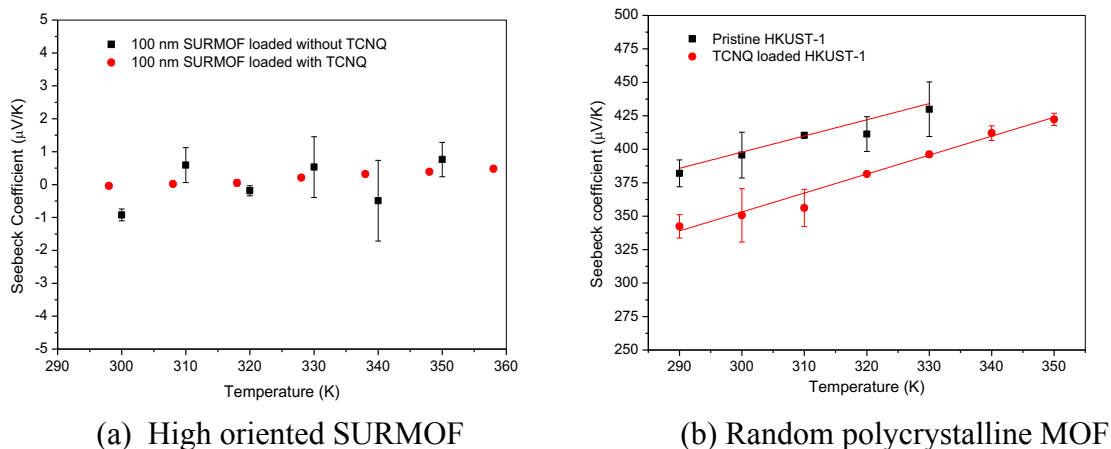 5
4
3
2
1
0
-1
-2
-3
-4
-5
290 300 310 320 330 340 350 360
Seebeck Coefficient (μV/K)
Temperature (K)
100 nm SURMOF loaded without TCNQ
100 nm SURMOF loaded with TCNQ
(a) High oriented SURMOF
500
475
450
425
400
375
350
325
300
275
250
290 300 310 320 330 340 350
Seebeck coefficient (μV/K)
Temperature (K)
Pristine HKUST-1
TCNQ loaded HKUST-1
(b) Random polycrystalline MOF